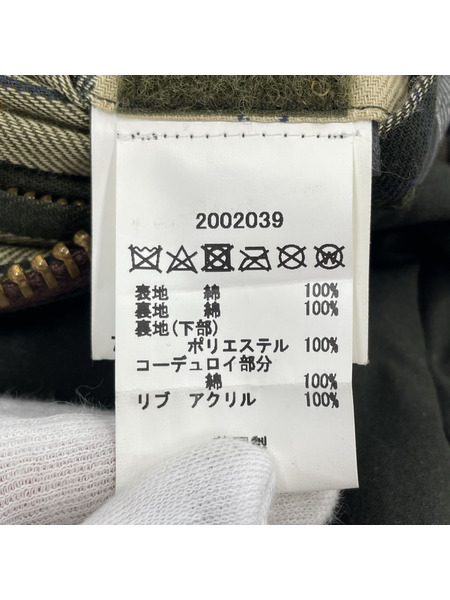 2002039
表地 綿 100%
裏地 綿 100%
裏地(下部)
ポリエステル 100%
コーデュロイ部分
綿 100%
リブ アクリル 100%